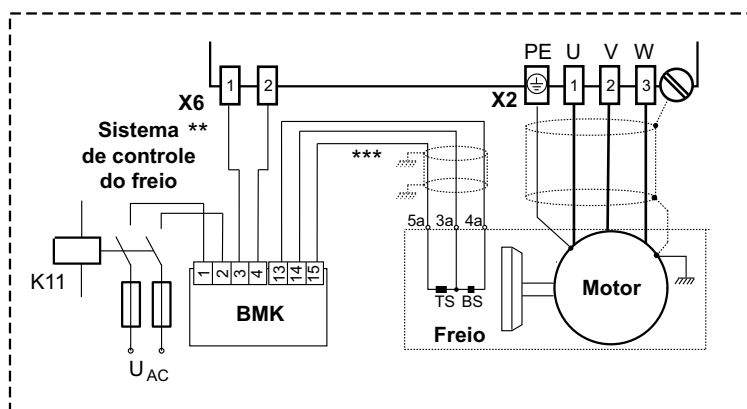 PE U V W
1 2 1 2 3
X6 X2
Sistema **
de controle
do freio
***
5a 3a 4a
K11
1 2 3 4 13 14 15
BMK
TS BS
Motor
Freio
UAC